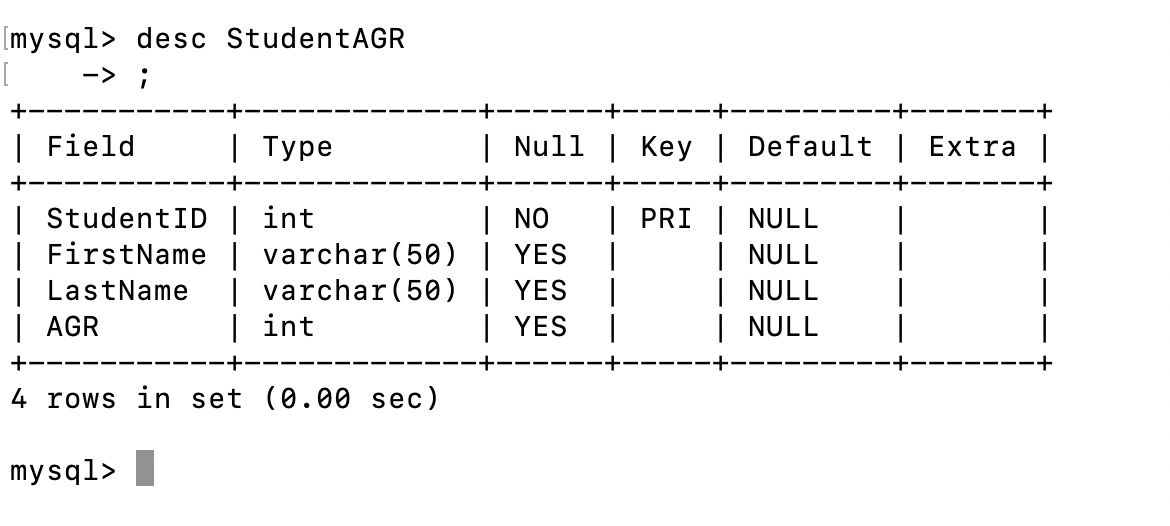 mysql> desc StudentAGR
    -> ;
+-----------+-------------+------+-----+---------+-------+
| Field     | Type        | Null | Key | Default | Extra |
+-----------+-------------+------+-----+---------+-------+
| StudentID | int         | NO   | PRI | NULL    |       |
| FirstName | varchar(50) | YES  |     | NULL    |       |
| LastName  | varchar(50) | YES  |     | NULL    |       |
| AGR       | int         | YES  |     | NULL    |       |
+-----------+-------------+------+-----+---------+-------+
4 rows in set (0.00 sec)
mysql>